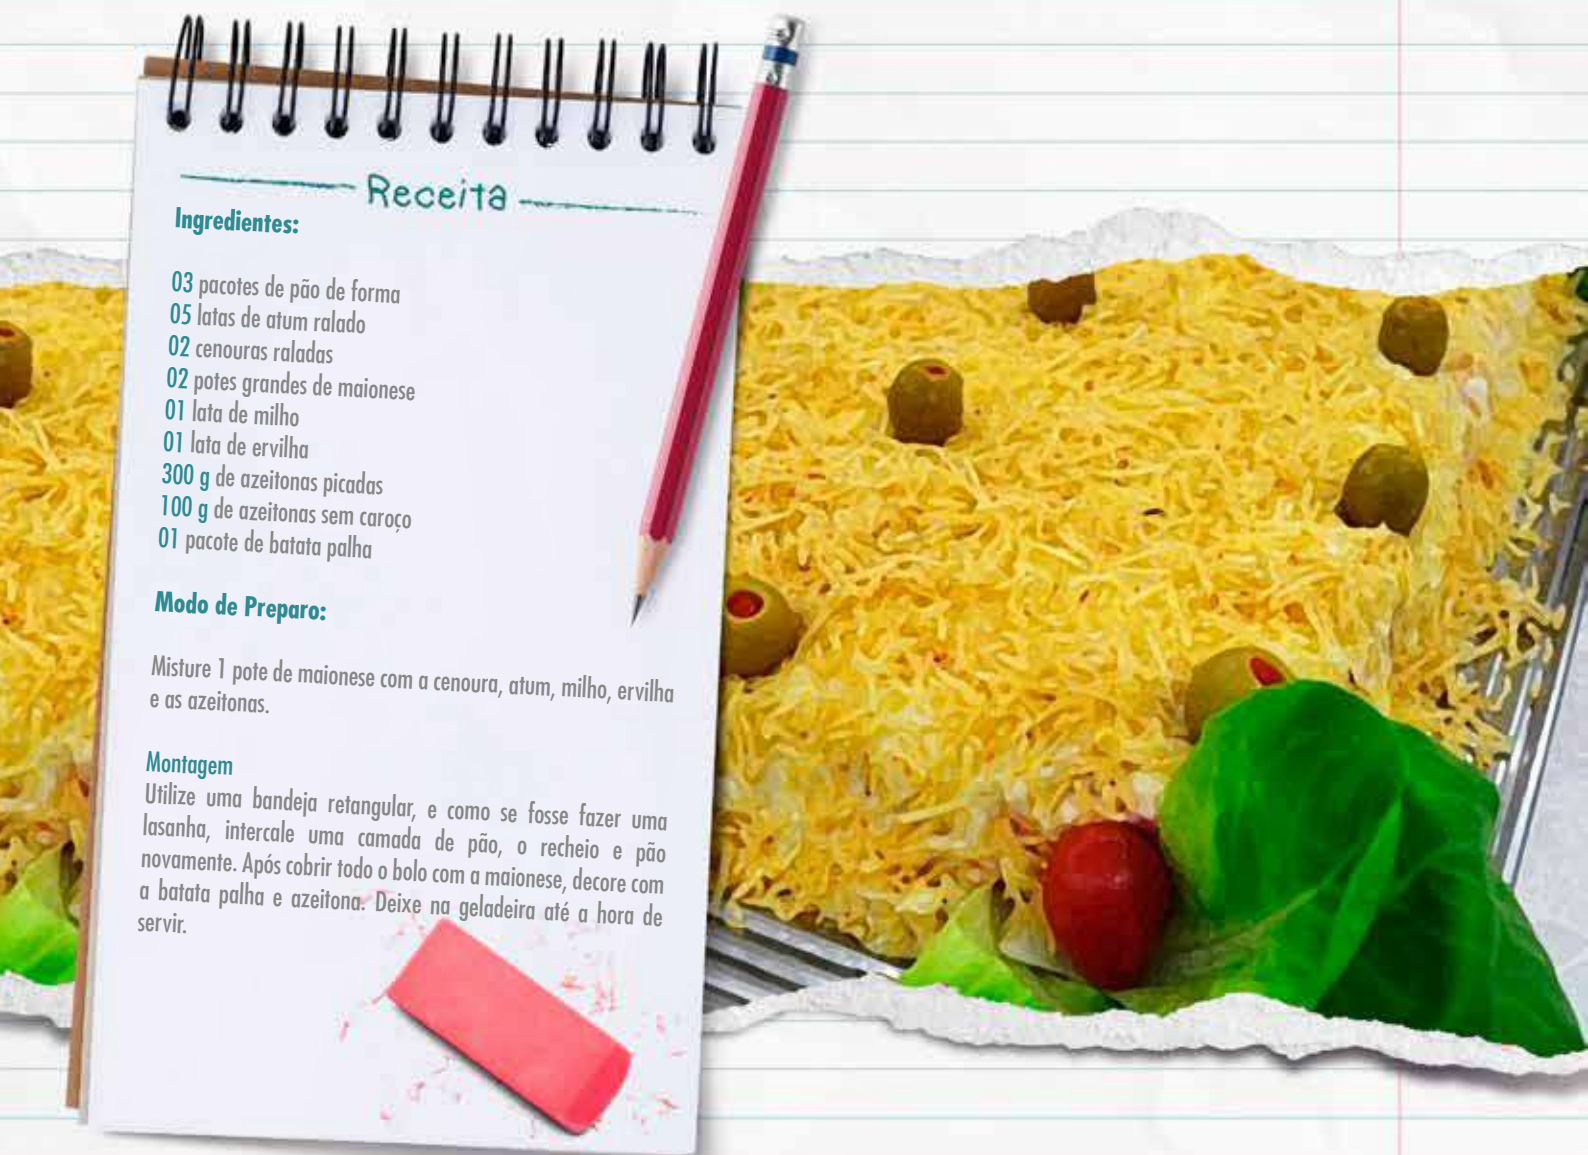 Receita
Ingredientes:
03 pacotes de pão de forma
05 latas de atum ralado
02 cenouras raladas
02 potes grandes de maionese
01 lata de milho
01 lata de ervilha
300 g de azeitonas picadas
100 g de azeitonas sem caroço
01 pacote de batata palha
Modo de Preparo:
Misture 1 pote de maionese com a cenoura, atum, milho, ervilha
e as azeitonas.
Montagem
Utilize uma bandeja retangular, e como se fosse fazer uma
lasanha, intercale uma camada de pão, o recheio e pão
novamente. Após cobrir todo o bolo com a maionese, decore com
a batata palha e azeitona. Deixe na geladeira até a hora de
servir.